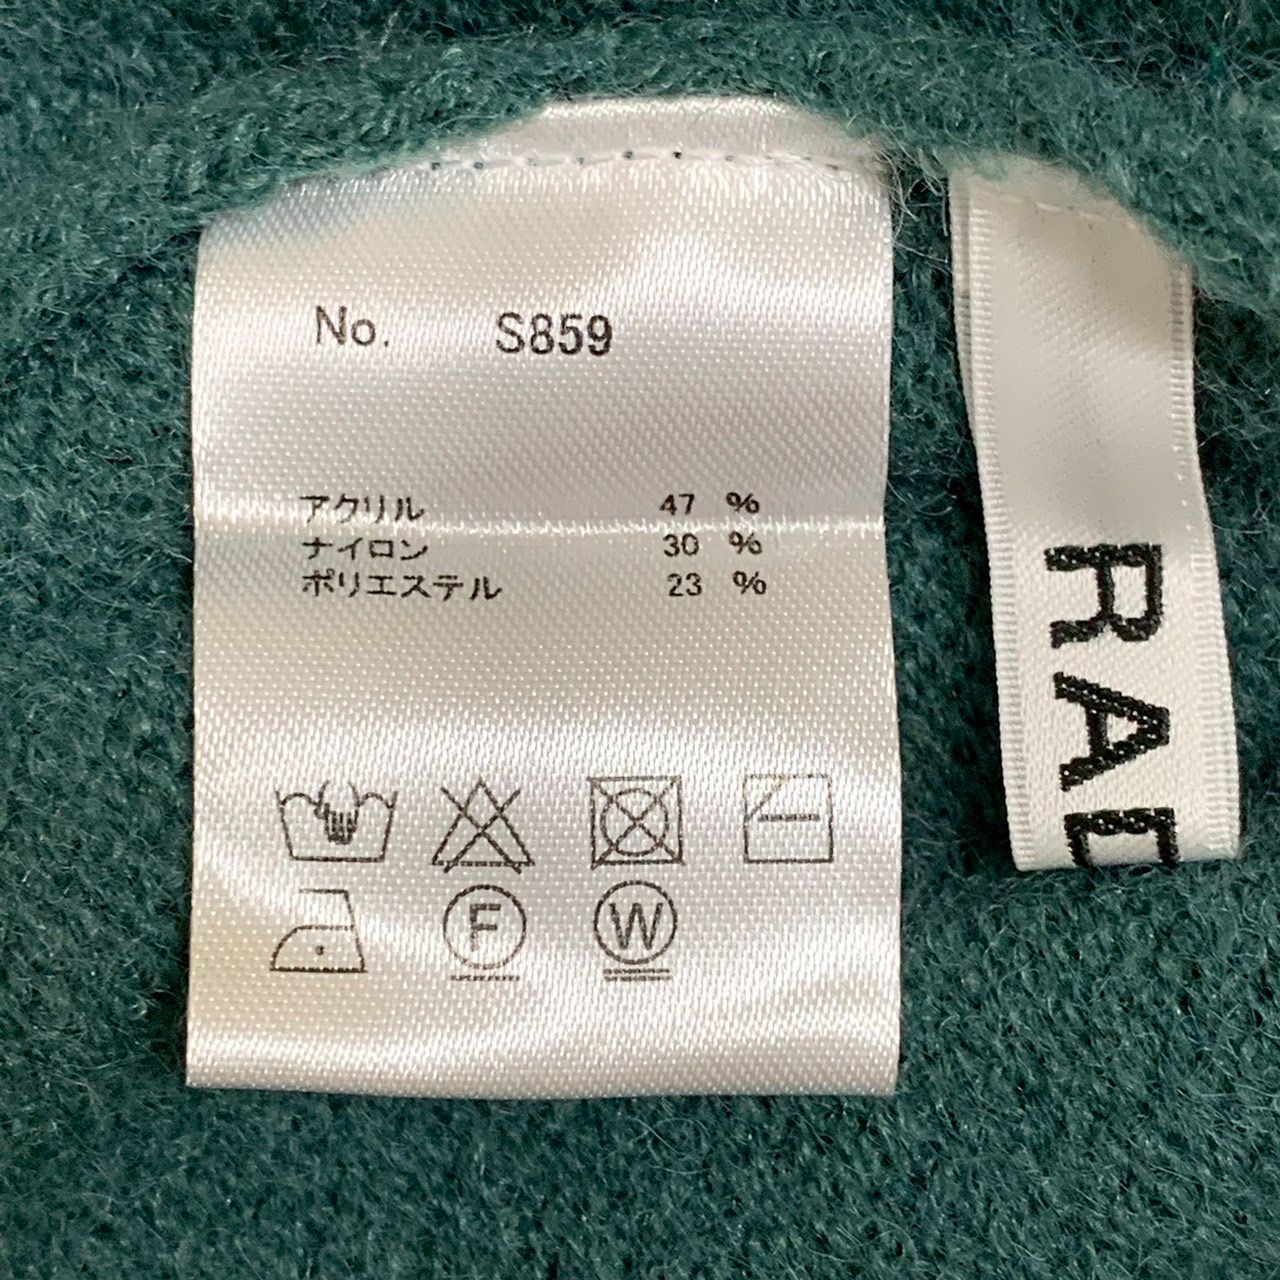 No. S859
アクリル 47 %
ナイロン 30 %
ポリエステル 23 %
F
W